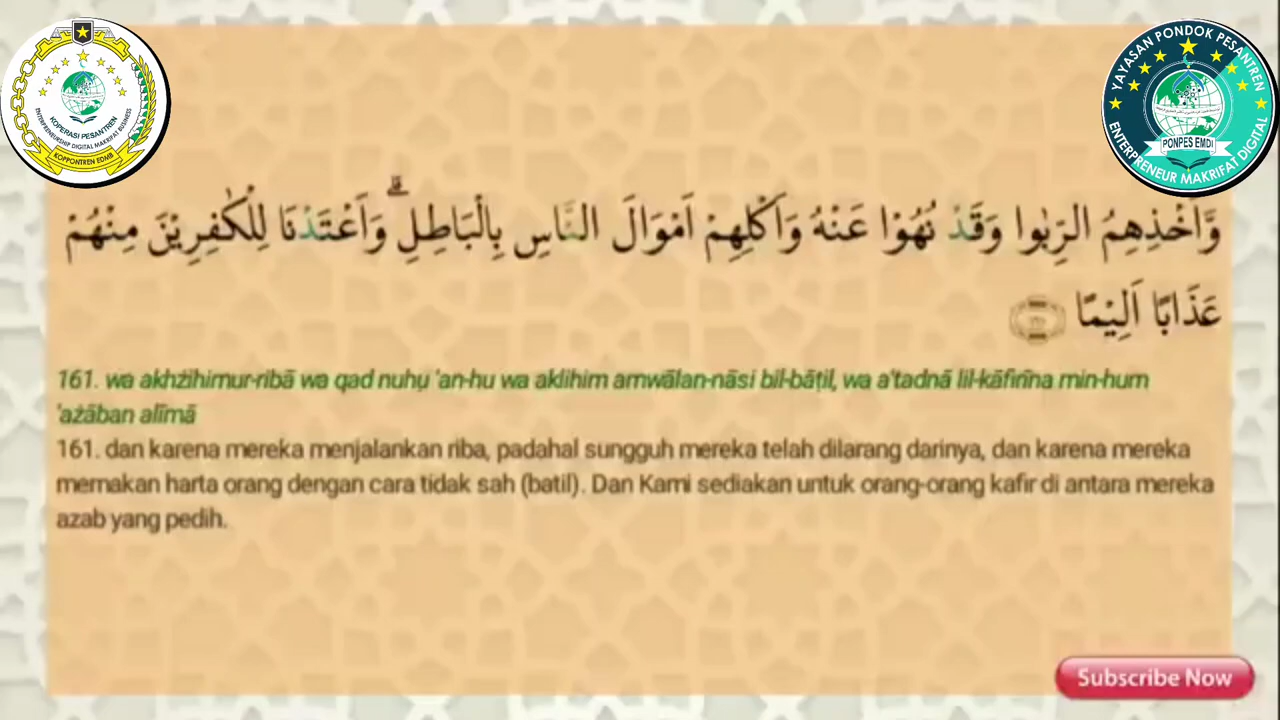 KOPERASI PESANTREN
ENTREPRENEURSHIP DIGITAL MAKRIFAT BUSINESS
KOPPONTREN EDMB
YAYASAN PONDOK PESANTREN
PONPES EMDI
ENTERPRENEUR MAKRIFAT DIGITAL
وَّاَخْذِهِمُ الرِّبٰوا وَقَدْ نُهُوْا عَنْهُ وَاَكْلِهِمْ اَمْوَالَ النَّاسِ بِالْبَاطِلِ ۗوَاَعْتَدْنَا لِلْكٰفِرِيْنَ مِنْهُمْ
عَذَابًا اَلِيْمًا
161. wa akhżihimur-ribā wa qad nuhụ 'an-hu wa aklihim amwālan-nāsi bil-bāṭil, wa a'tadnā lil-kāfirīna min-hum
'ażāban alīmā
161. dan karena mereka menjalankan riba, padahal sungguh mereka telah dilarang darinya, dan karena mereka
memakan harta orang dengan cara tidak sah (batil). Dan Kami sediakan untuk orang-orang kafir di antara mereka
azab yang pedih.
Subscribe Now